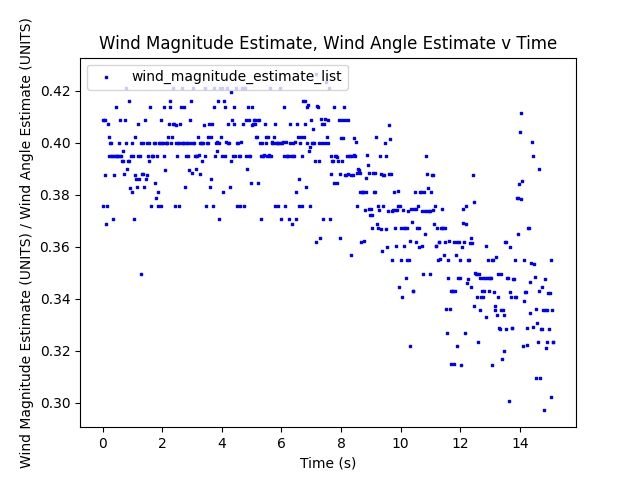 Wind Magnitude Estimate, Wind Angle Estimate v Time
wind_magnitude_estimate_list
Wind Magnitude Estimate (UNITS) / Wind Angle Estimate (UNITS)
0.42
0.40
0.38
0.36
0.34
0.32
0.30
0 2 4 6 8 10 12 14
Time (s)